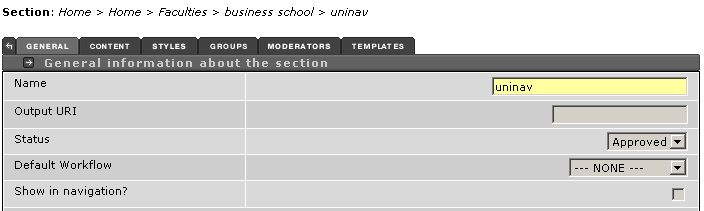 Section: Home > Home > Faculties > business school > uninav
GENERAL CONTENT STYLES GROUPS MODERATORS TEMPLATES
General information about the section
Name uninav
Output URI
Status Approved
Default Workflow --- NONE ---
Show in navigation?